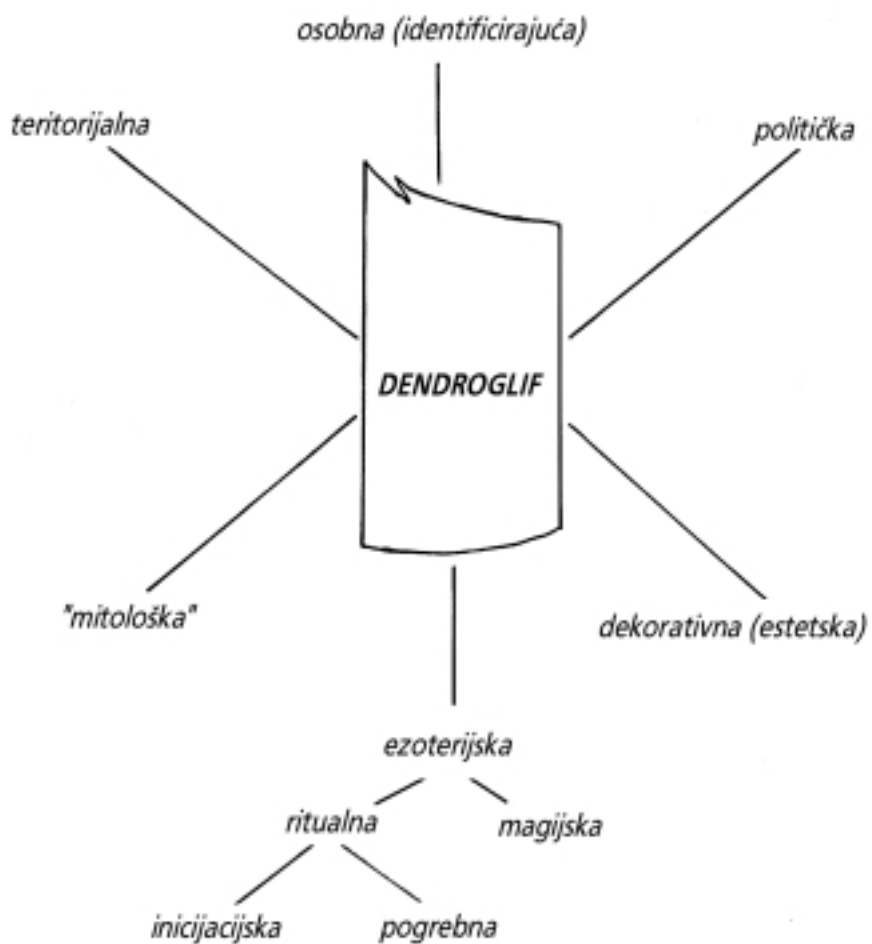 osobna (identificirajuća)
teritorijalna
politička
DENDROGLIF
"mitološka"
dekorativna (estetska)
ezoterijska
ritualna
magijska
inicijacijska
pogrebna